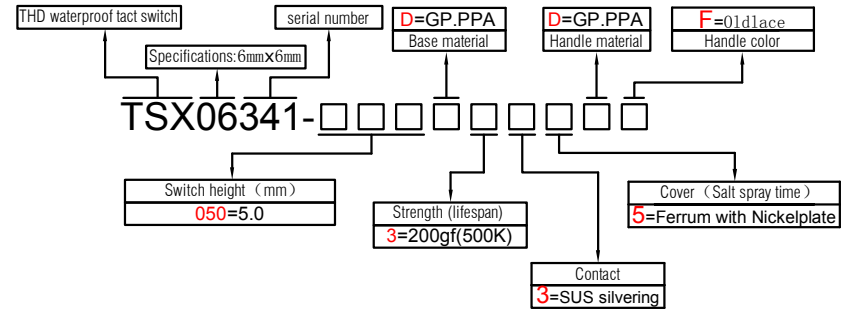 THD waterproof tact switch
serial number
D=GP.PPA
Base material
D=GP.PPA
Handle material
F=Oldlace
Handle color
Specifications:6mmX6mm
TSX06341-□□□□□□□□□
Switch height（mm）
050=5.0
Strength (lifespan)
3=200gf(500K)
Contact
3=SUS silvering
Cover（Salt spray time）
5=Ferrum with Nickelplate